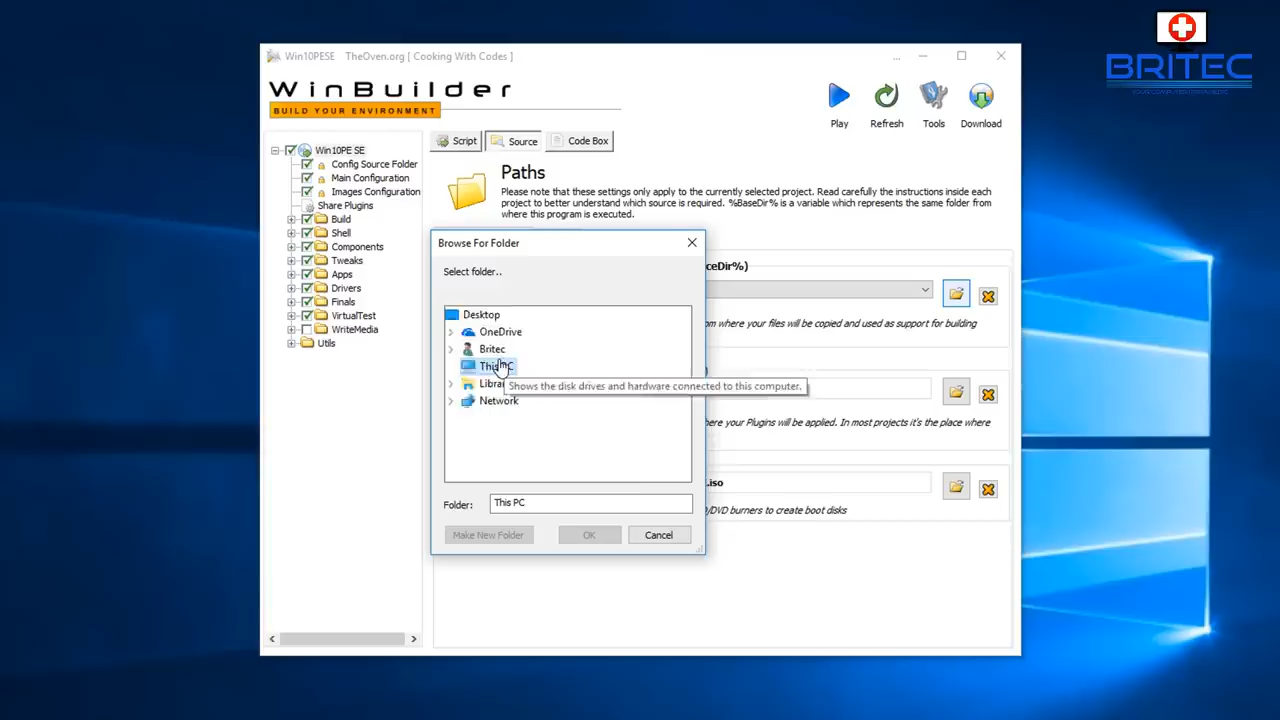 BRITEC
Win10PESE TheOven.org [ Cooking With Codes ]
...
WinBuilder
BUILD YOUR ENVIRONMENT
Play
Refresh
Tools
Download
Script
Source
Code Box
Win10PE SE
Config Source Folder
Main Configuration
Images Configuration
Share Plugins
Build
Shell
Components
Tweaks
Apps
Drivers
Finals
VirtualTest
WriteMedia
Utils
Paths
Please note that these settings only apply to the currently selected project. Read carefully the instructions inside each
project to better understand which source is required. %BaseDir% is a variable which represents the same folder from
where this program is executed.
ceDir%)
om where your files will be copied and used as support for building
)
here your Plugins will be applied. In most projects it's the place where
.iso
D/DVD burners to create boot disks
Browse For Folder
Select folder..
Desktop
OneDrive
Britec
This PC
Librar
Network
Shows the disk drives and hardware connected to this computer.
Folder:
This PC
Make New Folder
OK
Cancel